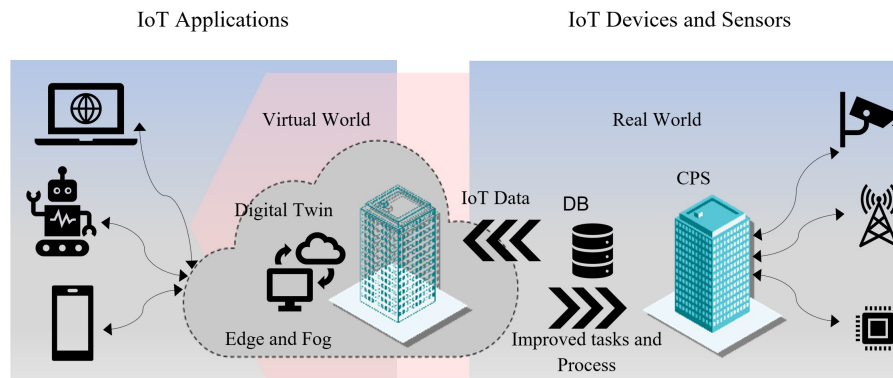 IoT Applications
IoT Devices and Sensors
Virtual World
Real World
CPS
IoT Data
DB
Digital Twin
Edge and Fog
Improved tasks and
Process